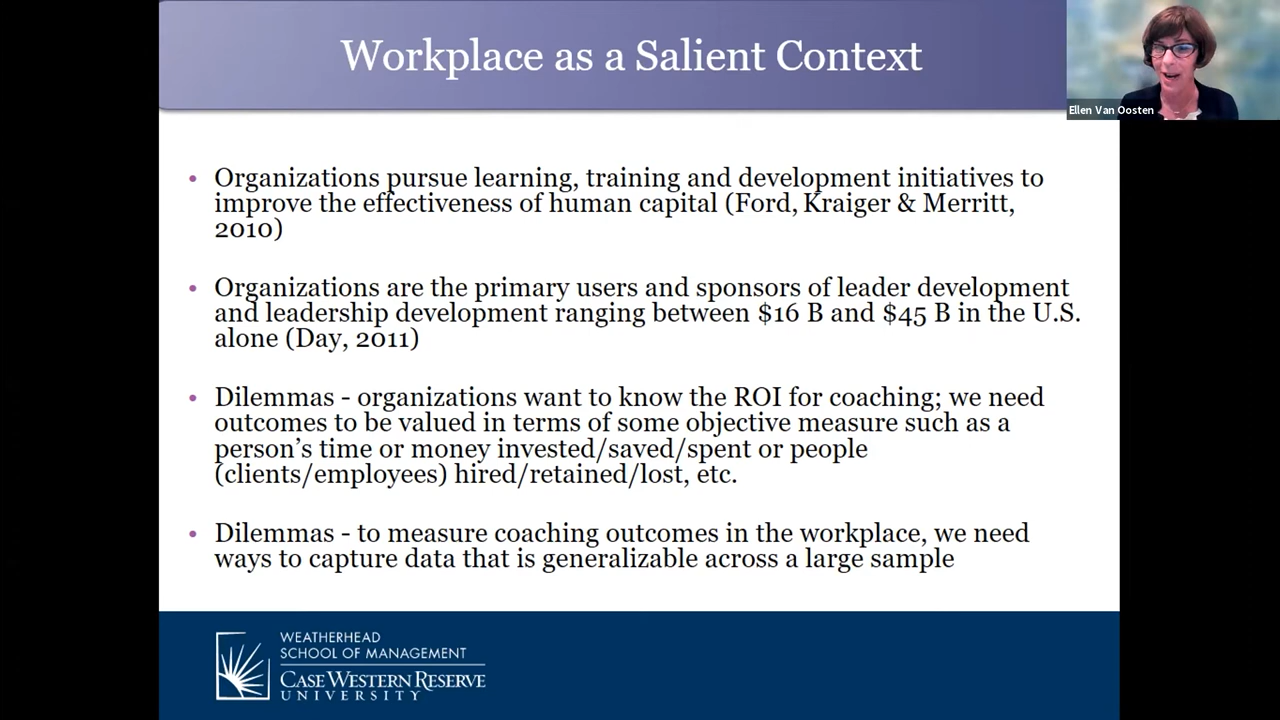 Workplace as a Salient Context
Ellen Van Oosten
• Organizations pursue learning, training and development initiatives to
improve the effectiveness of human capital (Ford, Kraiger & Merritt,
2010)
• Organizations are the primary users and sponsors of leader development
and leadership development ranging between $16 B and $45 B in the U.S.
alone (Day, 2011)
• Dilemmas - organizations want to know the ROI for coaching; we need
outcomes to be valued in terms of some objective measure such as a
person's time or money invested/saved/spent or people
(clients/employees) hired/retained/lost, etc.
• Dilemmas - to measure coaching outcomes in the workplace, we need
ways to capture data that is generalizable across a large sample
WEATHERHEAD
SCHOOL OF MANAGEMENT
CASE WESTERN RESERVE
UNIVERSITY